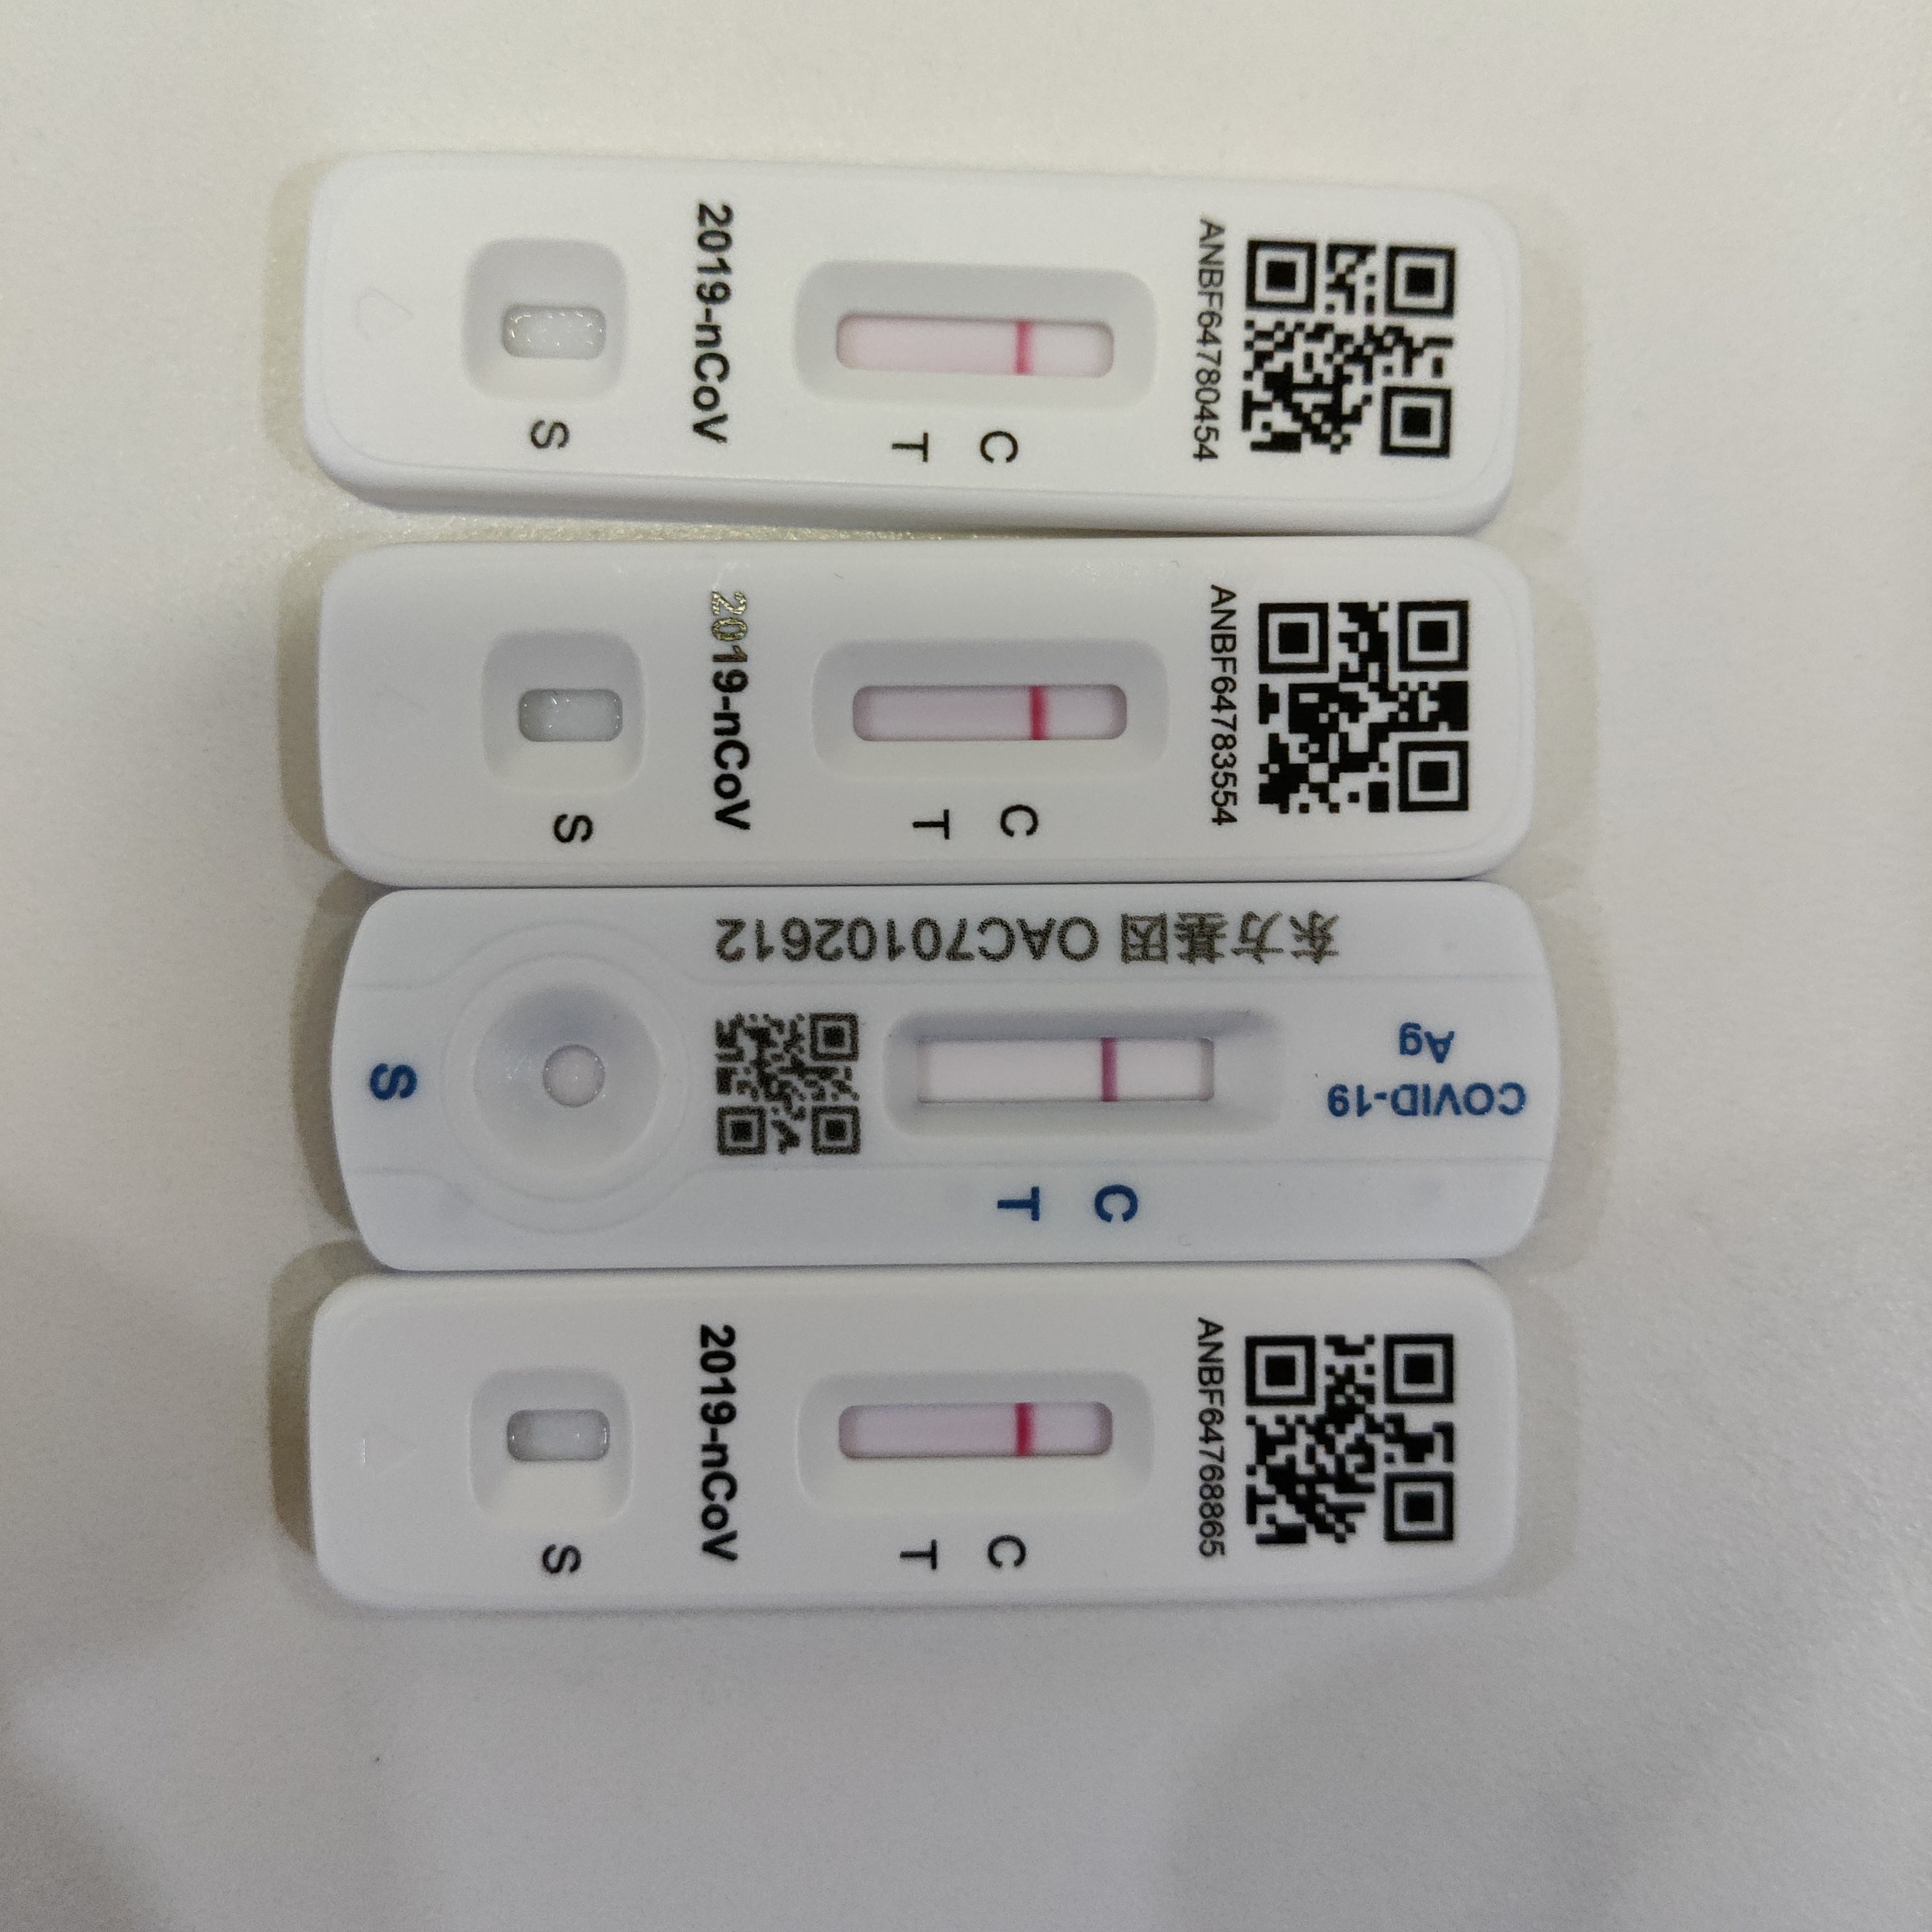 ANBF64780454
2019-nCoV
C
T
S
ANBF64783554
2019-nCoV
C
T
S
东方基因 OAC70102612
COVID-19
Ag
C
T
S
ANBF64768865
2019-nCoV
C
T
S